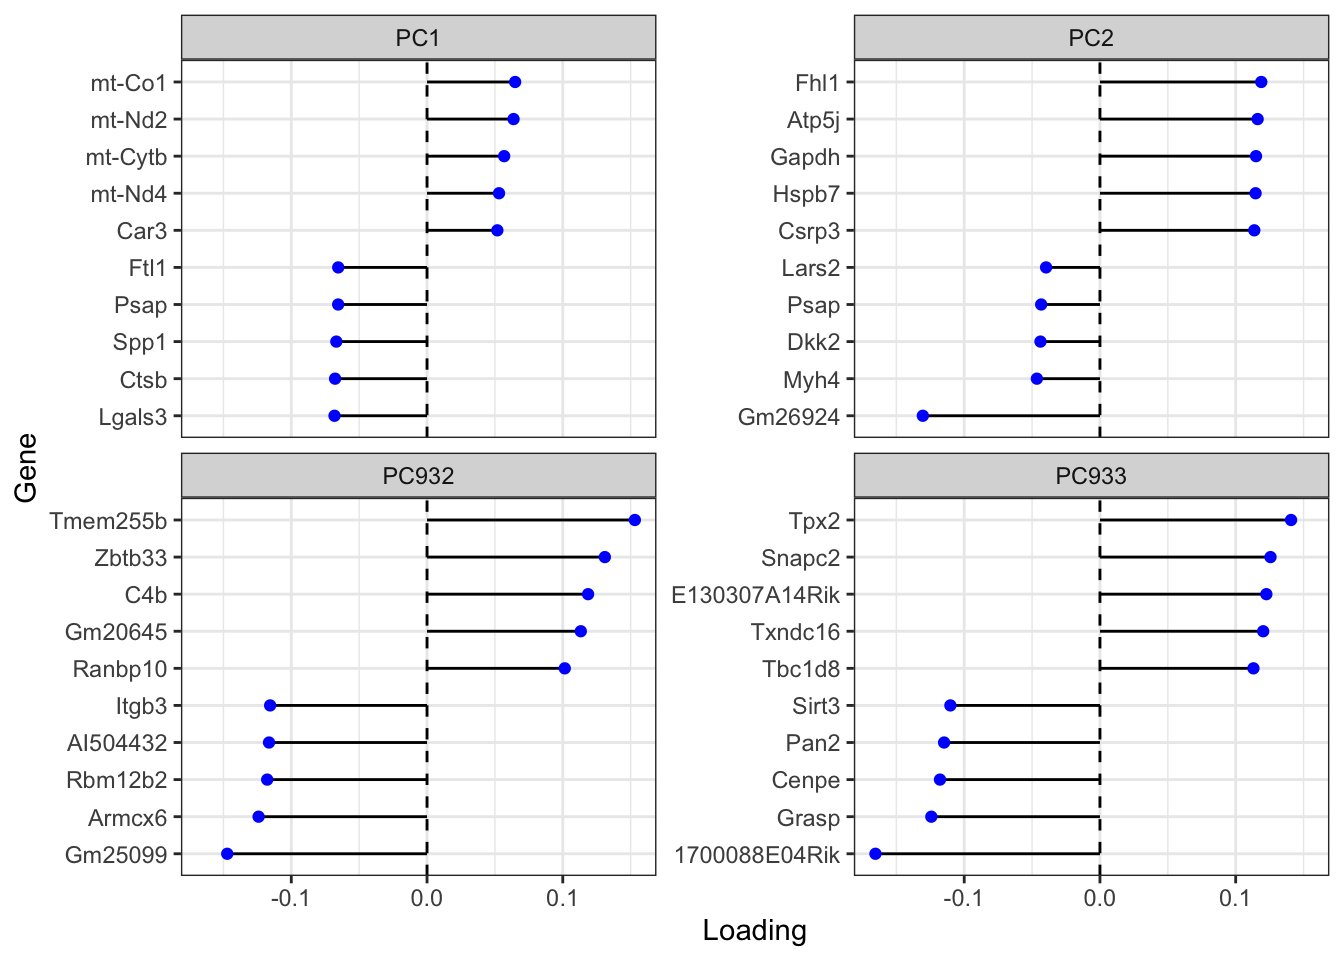 PC1
mt-Co1
mt-Nd2
mt-Cytb
mt-Nd4
Car3
Ftl1
Psap
Spp1
Ctsb
Lgals3
PC2
Fhl1
Atp5j
Gapdh
Hspb7
Csrp3
Lars2
Psap
Dkk2
Myh4
Gm26924
Gene
PC932
Tmem255b
Zbtb33
C4b
Gm20645
Ranbp10
Itgb3
AI504432
Rbm12b2
Armcx6
Gm25099
-0.1 0.0 0.1
PC933
Tpx2
Snapc2
E130307A14Rik
Txndc16
Tbc1d8
Sirt3
Pan2
Cenpe
Grasp
1700088E04Rik
-0.1 0.0 0.1
Loading